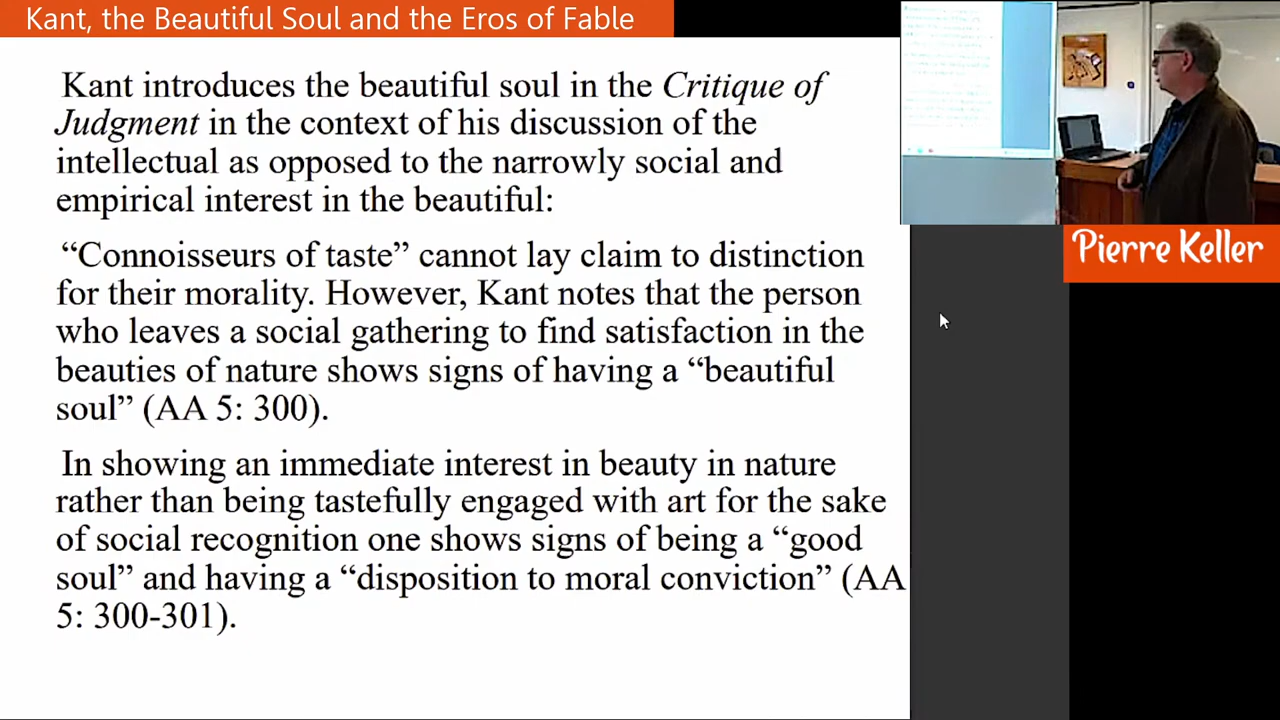 Kant, the Beautiful Soul and the Eros of Fable
Kant introduces the beautiful soul in the Critique of
Judgment in the context of his discussion of the
intellectual as opposed to the narrowly social and
empirical interest in the beautiful:
“Connoisseurs of taste” cannot lay claim to distinction
for their morality. However, Kant notes that the person
who leaves a social gathering to find satisfaction in the
beauties of nature shows signs of having a “beautiful
soul” (AA 5: 300).
In showing an immediate interest in beauty in nature
rather than being tastefully engaged with art for the sake
of social recognition one shows signs of being a “good
soul” and having a “disposition to moral conviction” (AA
5: 300-301).
Pierre Keller